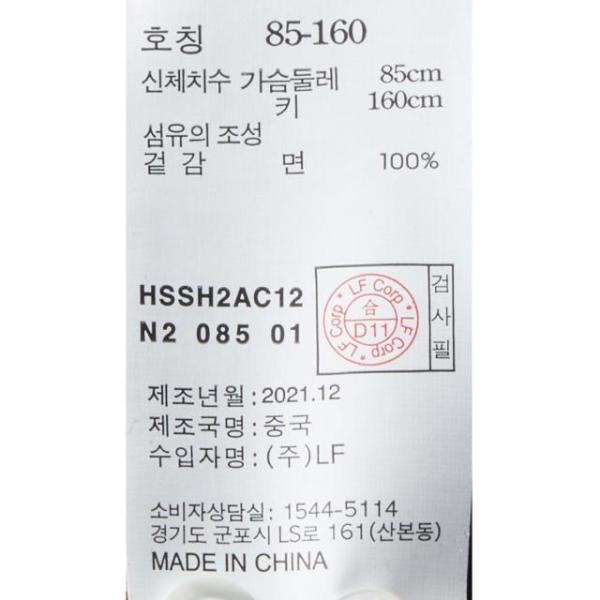 호칭 85-160
신체치수 가슴둘레 85cm
키 160cm
섬유의 조성
겉감 면 100%
HSSH2AC12
N2 085 01
* LF Corp * LF Corp * LF Corp
合
D11
검사필
제조년월 : 2021.12
제조국명 : 중국
수입자명 : (주)LF
소비자상담실: 1544-5114
경기도 군포시 LS로 161(산본동)
MADE IN CHINA